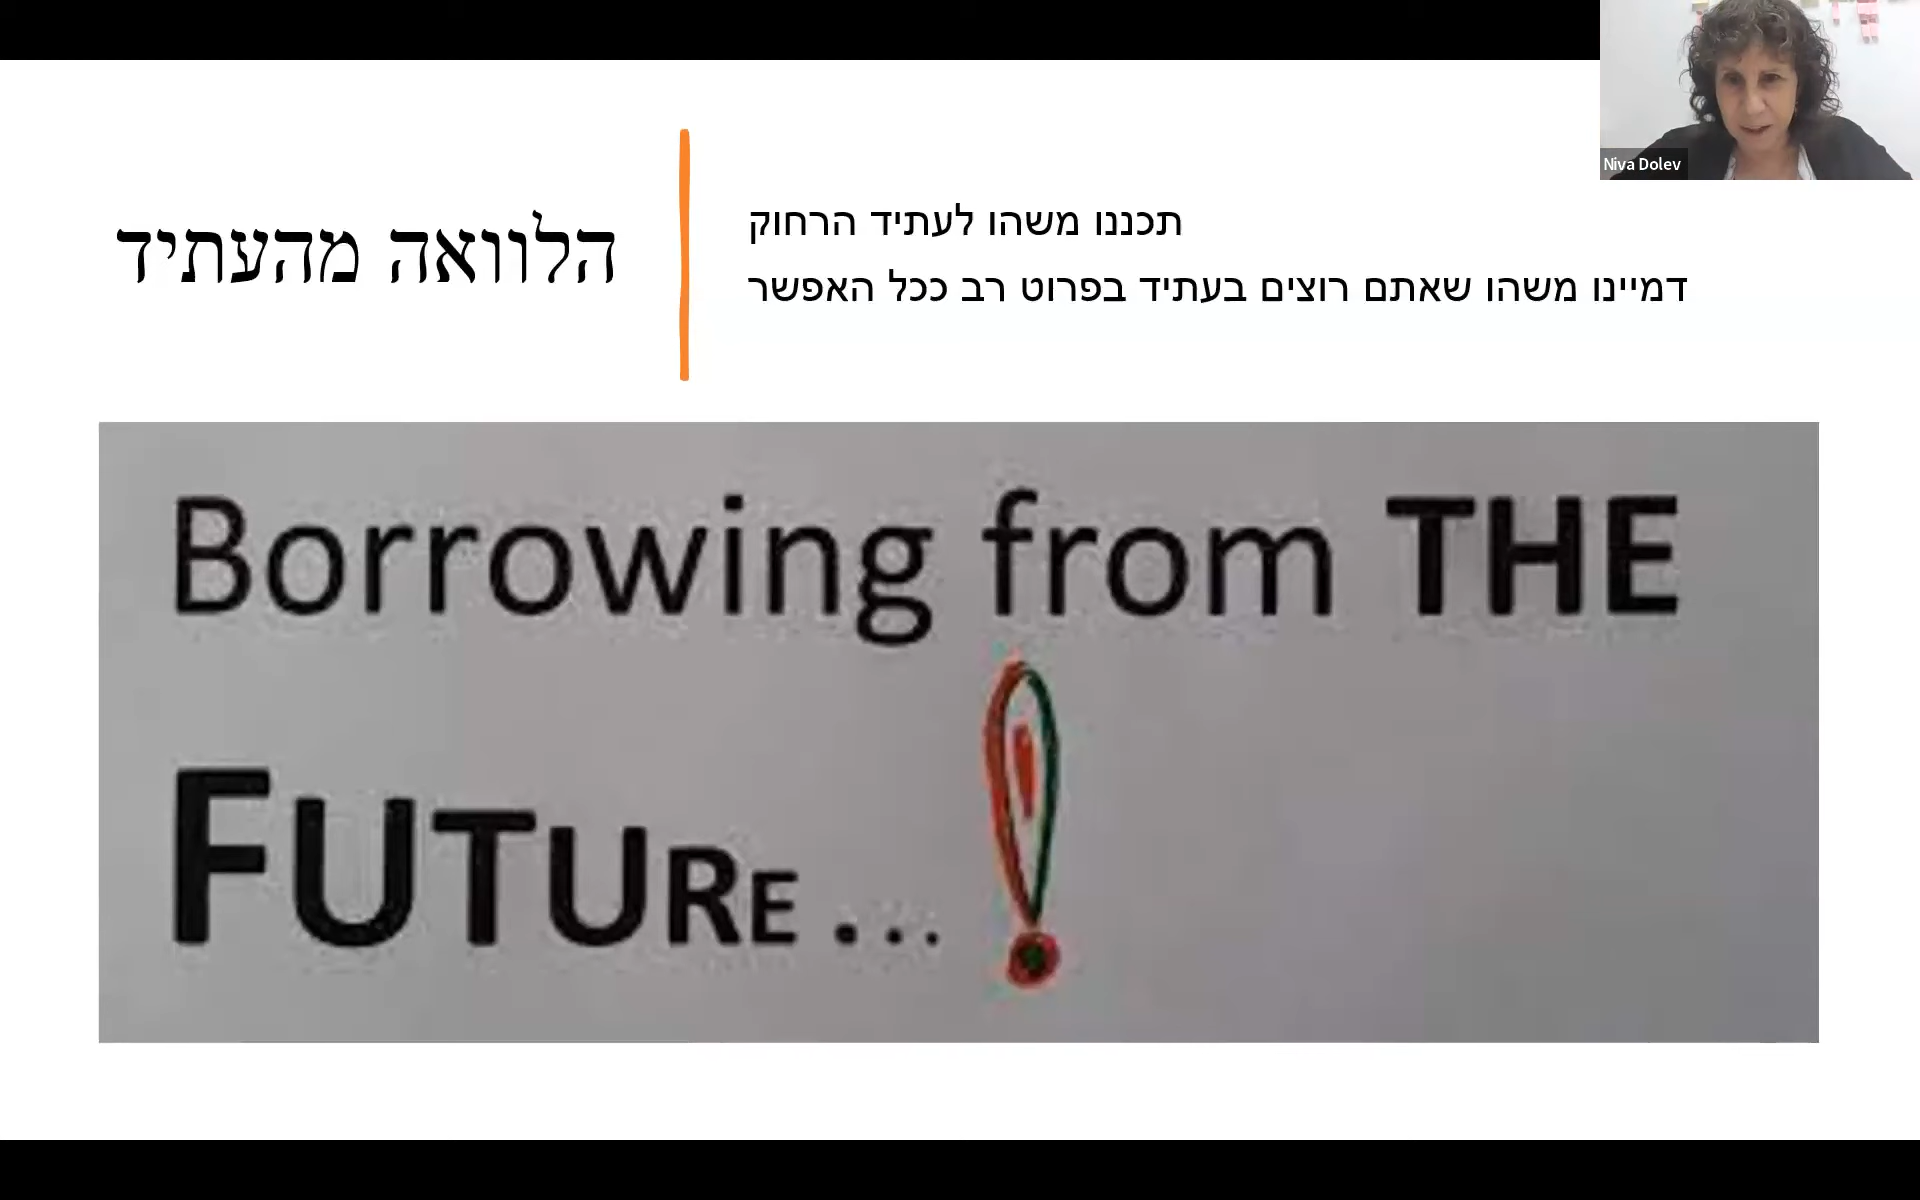 הלוואה מהעתיד
תכננו משהו לעתיד הרחוק
דמיינו משהו שאתם רוצים בעתיד בפרוט רב ככל האפשר
Borrowing from THE
FUTURE...!
Niva Dolev